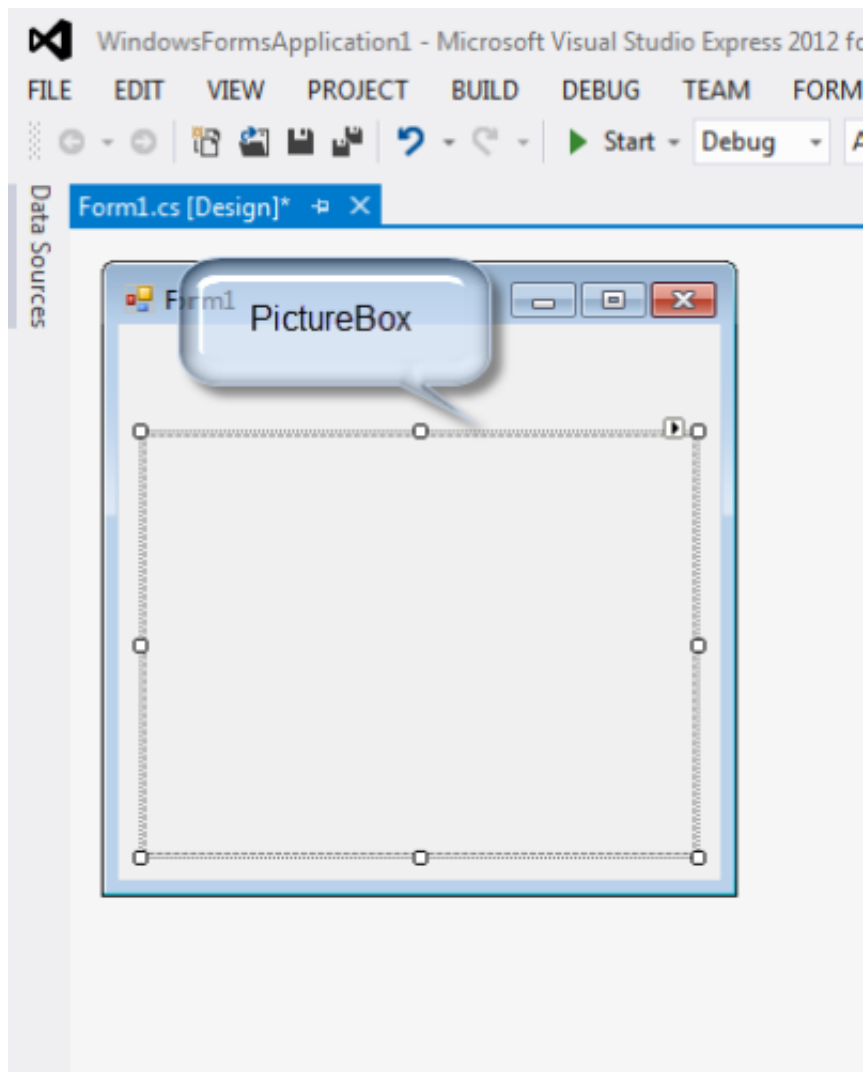 WindowsFormsApplication1 - Microsoft Visual Studio Express 2012 fo
FILE EDIT VIEW PROJECT BUILD DEBUG TEAM FORM
Start Debug A
Data Sources
Form1.cs [Design]*
Form1
PictureBox